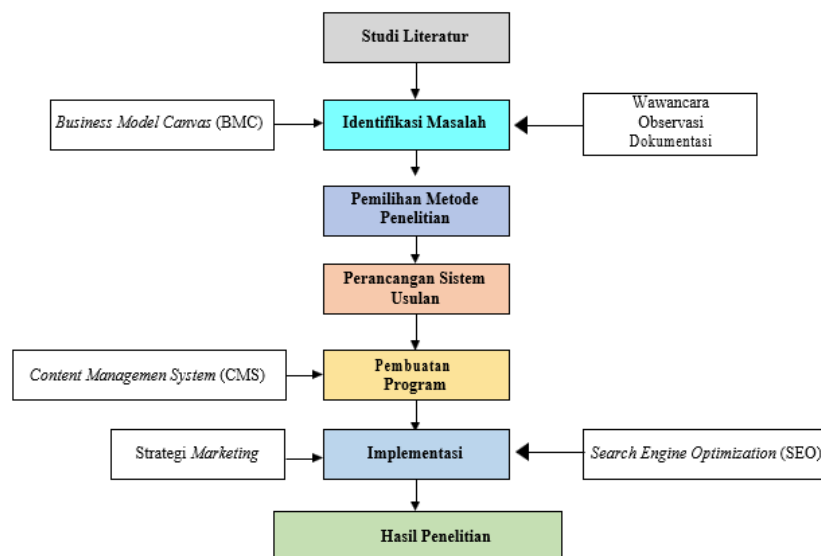 Studi Literatur
Business Model Canvas (BMC)
Identifikasi Masalah
Wawancara
Observasi
Dokumentasi
Pemilihan Metode
Penelitian
Perancangan Sistem
Usulan
Content Managemen System (CMS)
Pembuatan
Program
Strategi Marketing
Implementasi
Search Engine Optimization (SEO)
Hasil Penelitian